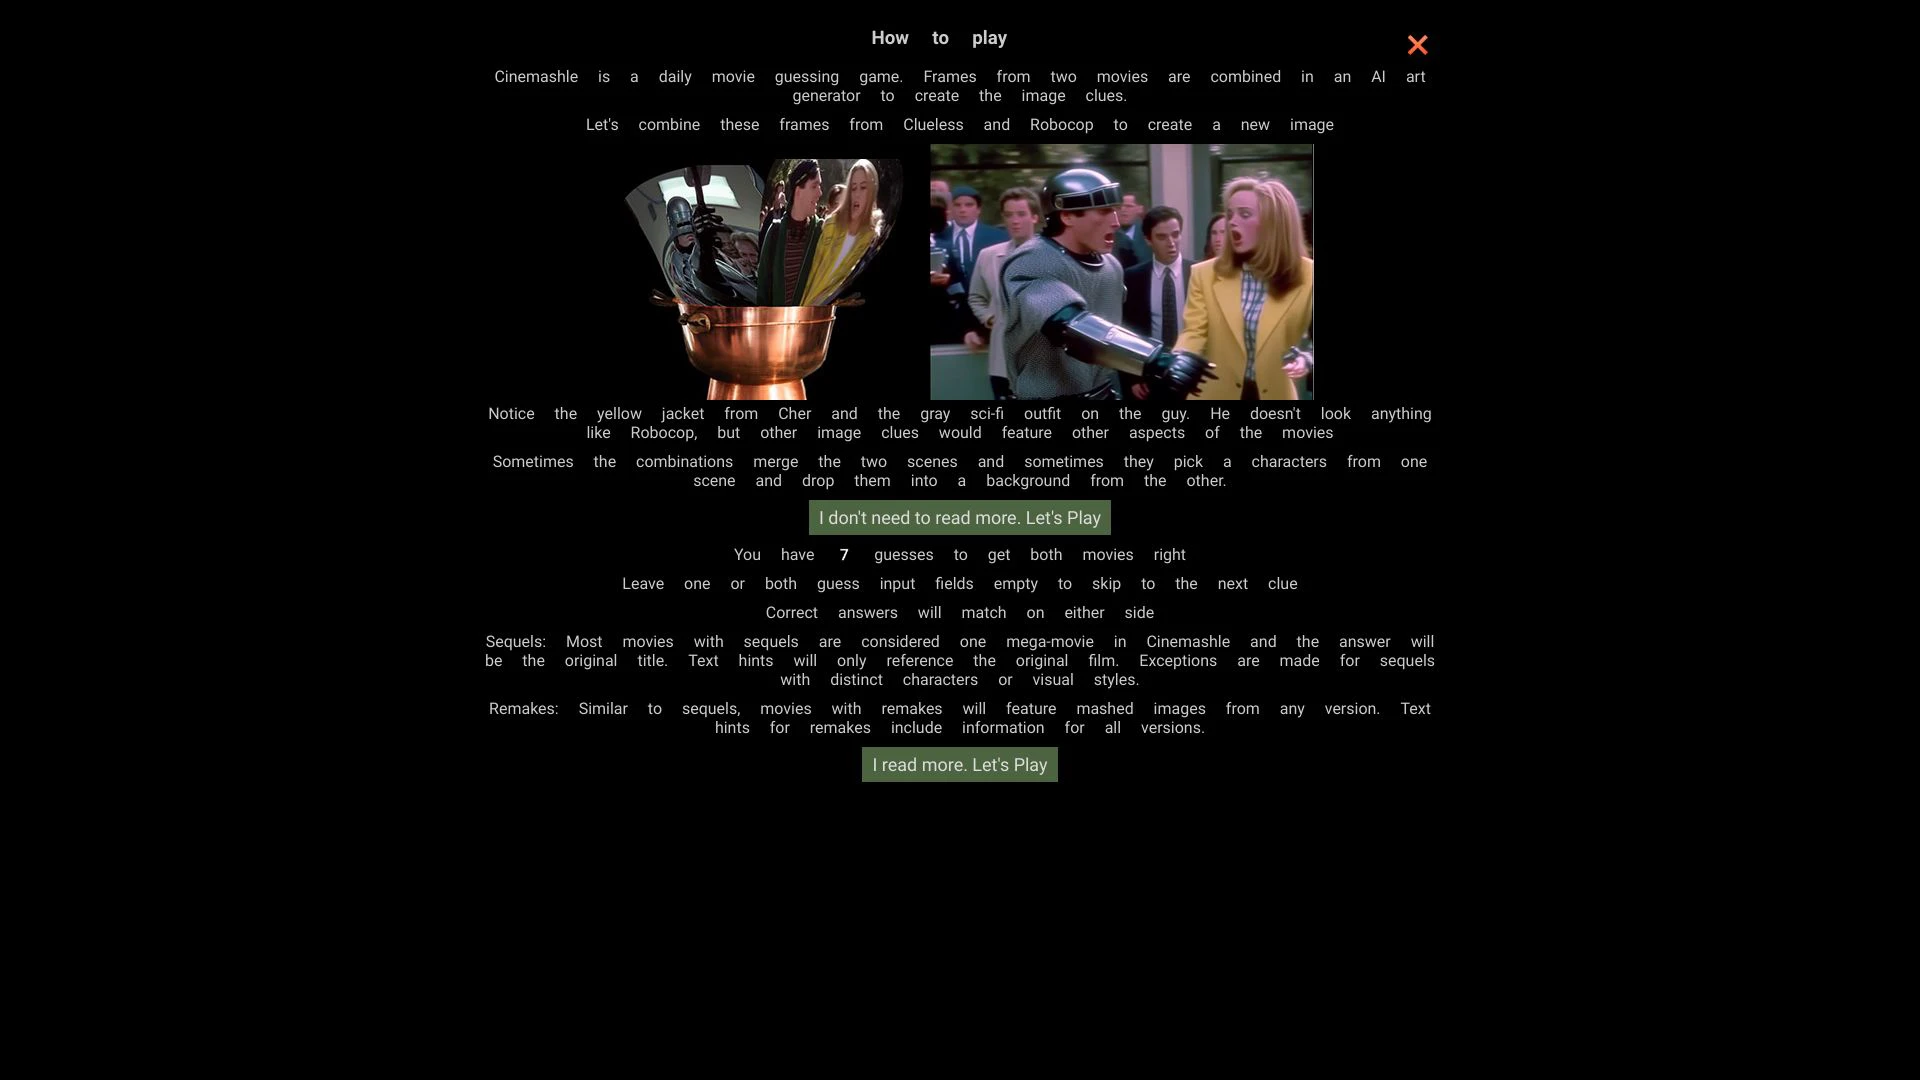 How to play
Cinemashle is a daily movie guessing game. Frames from two movies are combined in an AI art
generator to create the image clues.
Let's combine these frames from Clueless and Robocop to create a new image
Notice the yellow jacket from Cher and the gray sci-fi outfit on the guy. He doesn't look anything
like Robocop, but other image clues would feature other aspects of the movies
Sometimes the combinations merge the two scenes and sometimes they pick a characters from one
scene and drop them into a background from the other.
I don't need to read more. Let's Play
You have 7 guesses to get both movies right
Leave one or both guess input fields empty to skip to the next clue
Correct answers will match on either side
Sequels: Most movies with sequels are considered one mega-movie in Cinemashle and the answer will
be the original title. Text hints will only reference the original film. Exceptions are made for sequels
with distinct characters or visual styles.
Remakes: Similar to sequels, movies with remakes will feature mashed images from any version. Text
hints for remakes include information for all versions.
I read more. Let's Play